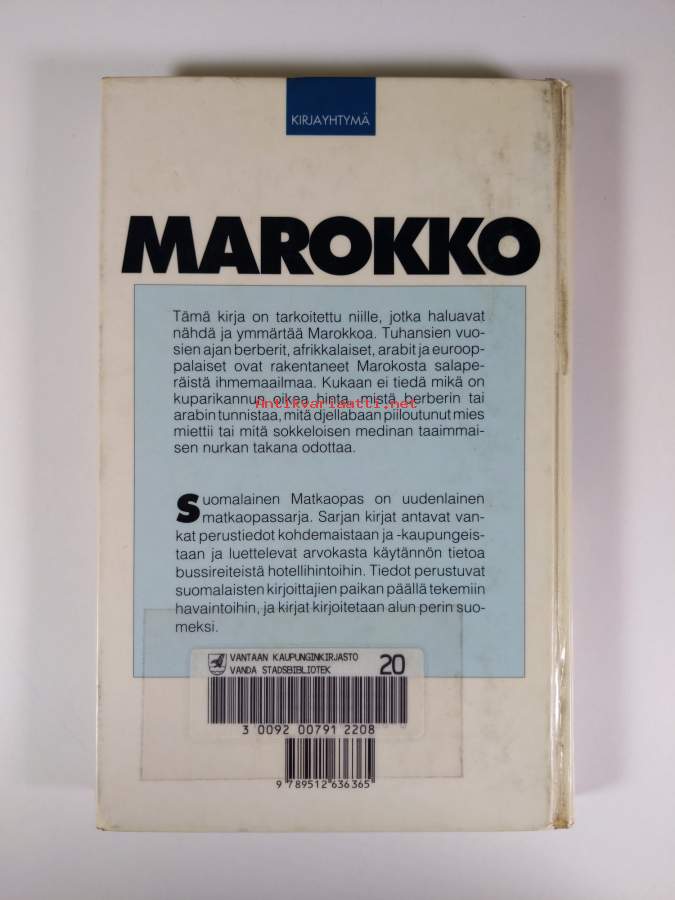 KIRJAYHTYMÄ
MAROKKO
Tämä kirja on tarkoitettu niille, jotka haluavat
nähdä ja ymmärtää Marokkoa. Tuhansien vuo-
sien ajan berberit, afrikkalaiset, arabit ja euroop-
palaiset ovat rakentaneet Marokosta salape-
räistä ihmemaailmaa. Kukaan ei tiedä mikä on
kuparikannun oikea hinta, mistä berberin tai
Antikvariaatti.net
arabin tunnistaa, mitä djellabaan piiloutunut mies
miettii tai mitä sokkeloisen medinan taaimmai-
sen nurkan takana odottaa.
Suomalainen Matkaopas on uudenlainen
matkaopassarja. Sarjan kirjat antavat van-
kat perustiedot kohdemaistaan ja -kaupungeis-
taan ja luettelevat arvokasta käytännön tietoa
bussireiteistä hotellihintoihin. Tiedot perustuvat
suomalaisten kirjoittajien paikan päällä tekemiin
havaintoihin, ja kirjat kirjoitetaan alun perin suo-
meksi.
VANTAAN KAUPUNGINKIRJASTO 20
VANDA STADSBIBLIOTEK
3 0092 00791 2208
9 789512 636365